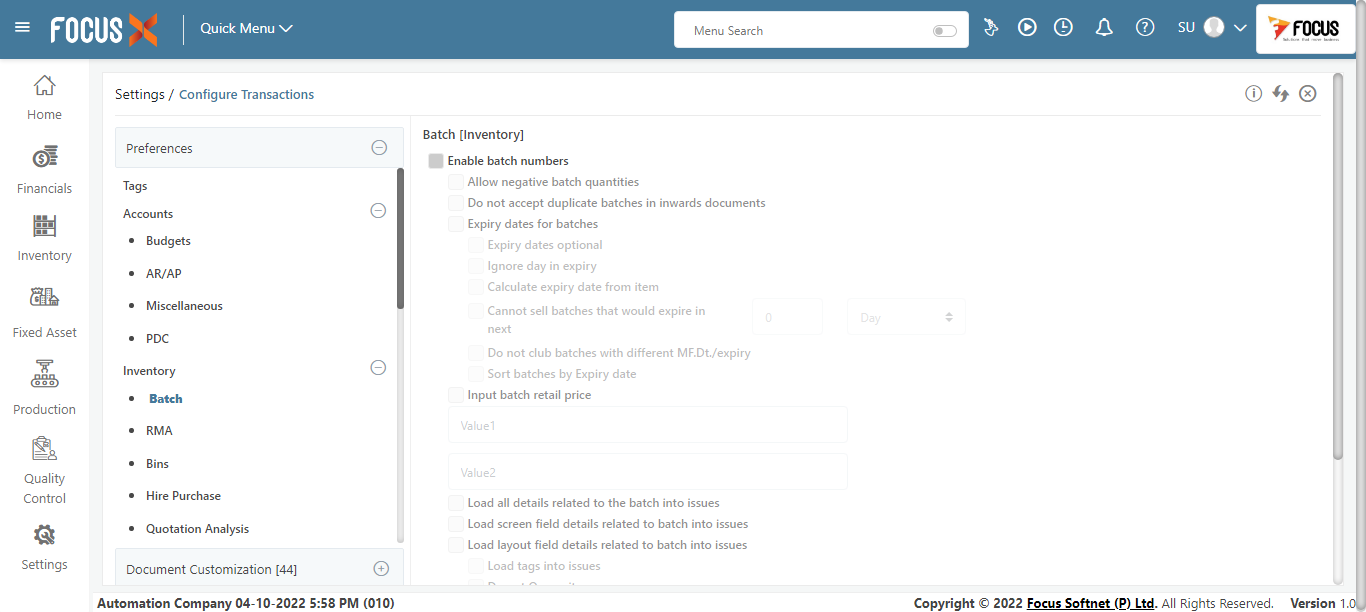 FOCUS X
Quick Menu
Menu Search
SU
FOCUS
Home
Financials
Inventory
Fixed Asset
Production
Quality
Control
Settings
Settings / Configure Transactions
Preferences
Tags
Accounts
Budgets
AR/AP
Miscellaneous
PDC
Inventory
Batch
RMA
Bins
Hire Purchase
Quotation Analysis
Document Customization [44]
Batch [Inventory]
Enable batch numbers
Allow negative batch quantities
Do not accept duplicate batches in inwards documents
Expiry dates for batches
Expiry dates optional
Ignore day in expiry
Calculate expiry date from item
Cannot sell batches that would expire in
next
0
Day
Do not club batches with different MF.Dt./expiry
Sort batches by Expiry date
Input batch retail price
Value1
Value2
Load all details related to the batch into issues
Load screen field details related to batch into issues
Load layout field details related to batch into issues
Load tags into issues
Automation Company 04-10-2022 5:58 PM (010)
Copyright © 2022 Focus Softnet (P) Ltd. All Rights Reserved. Version 1.0